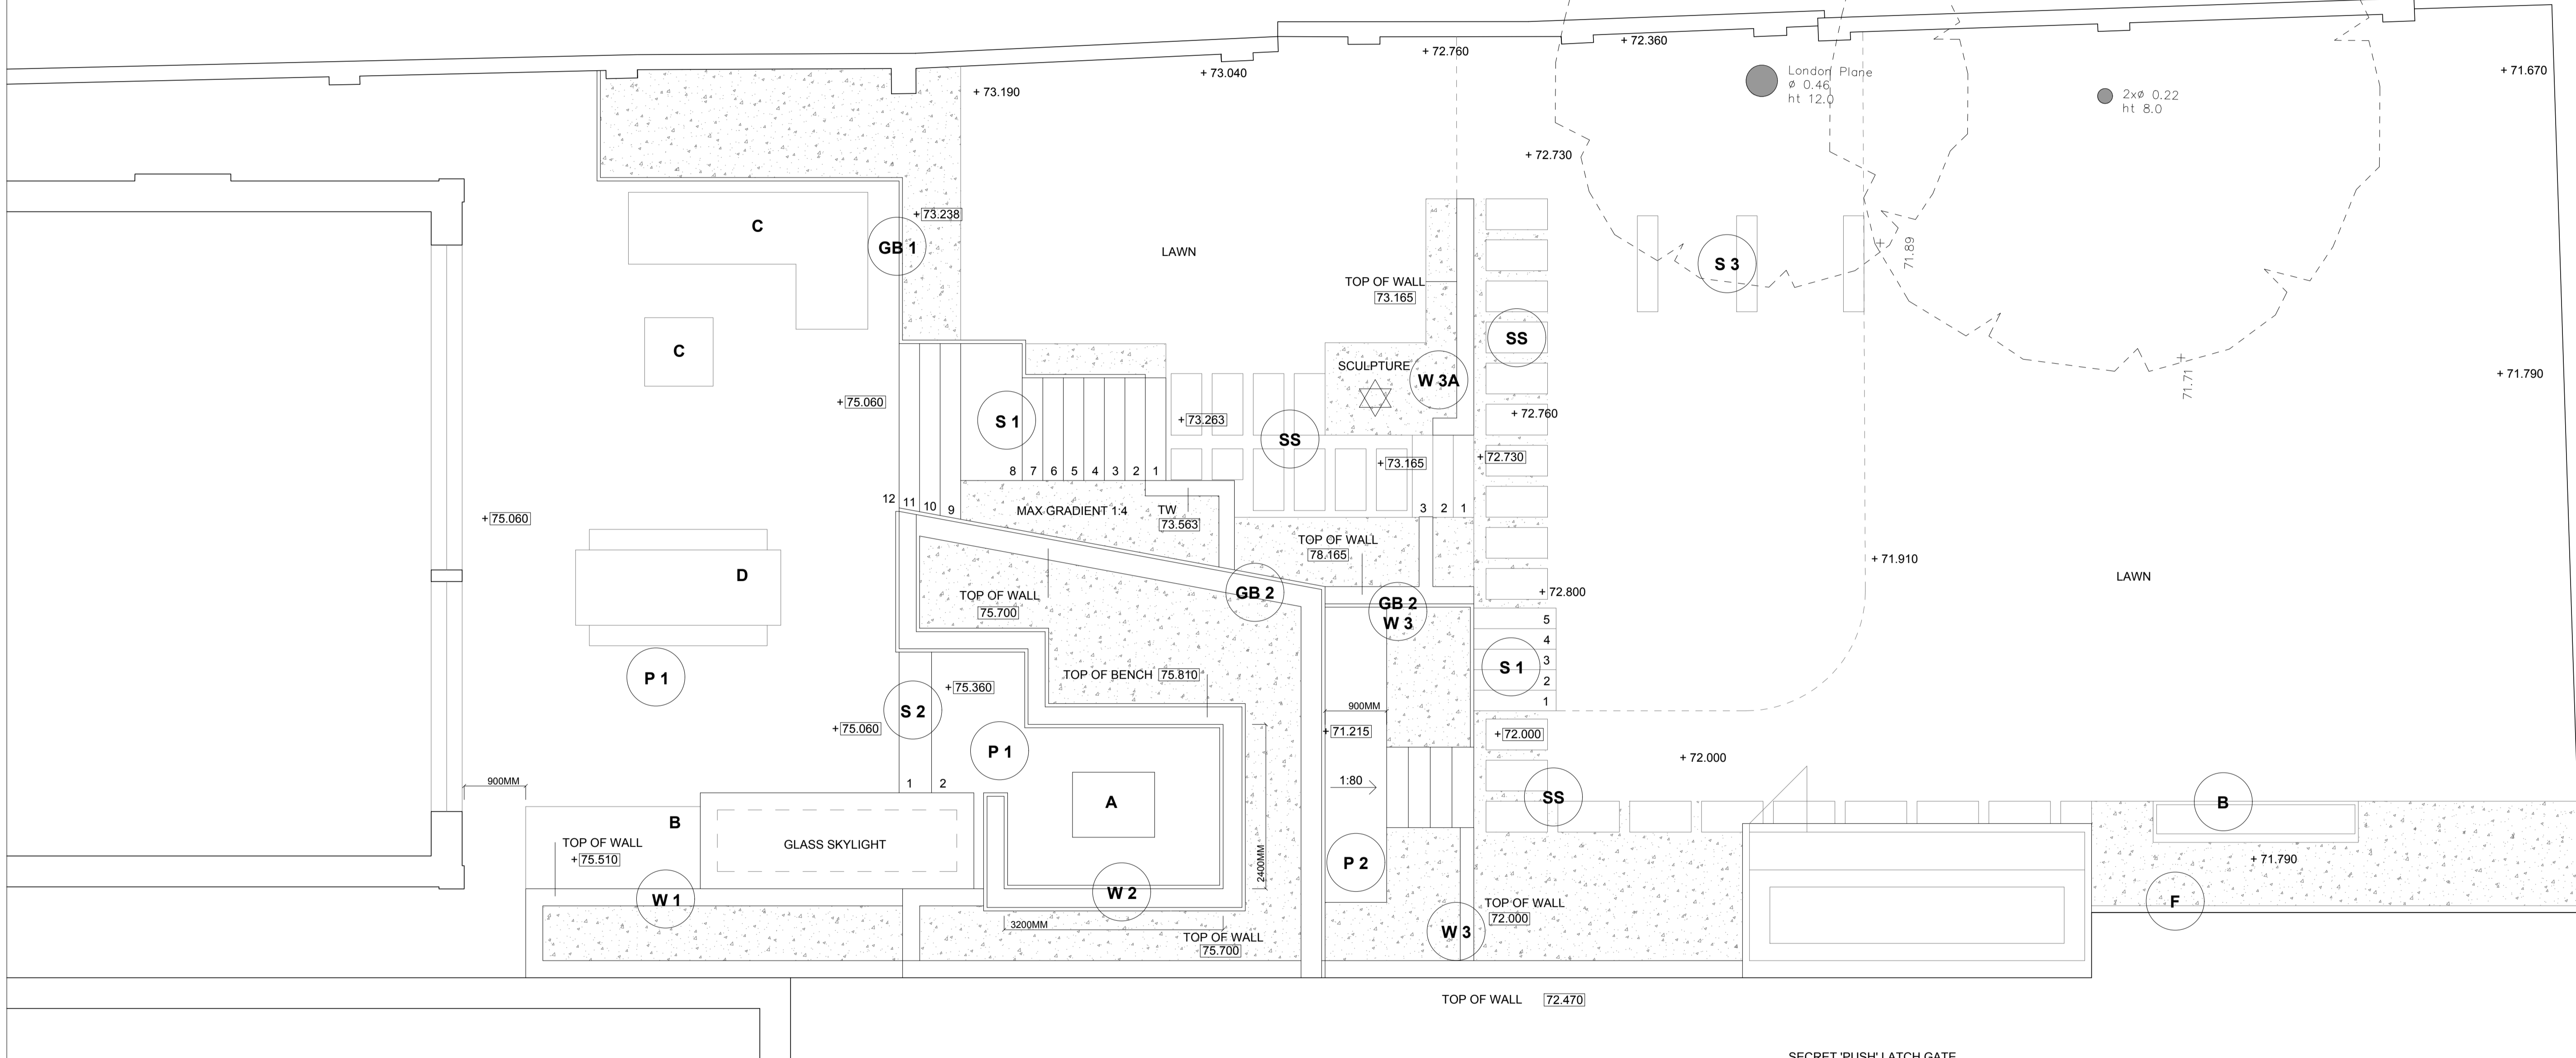 + 72.760
+ 72.360
+ 73.040
+ 73.190
London Plane
ø 0.46
ht 12.0
2xø 0.22
ht 8.0
+ 71.670
+ 72.730
C
+ 73.238
GB 1
LAWN
S 3
71.89
TOP OF WALL
73.165
C
SS
SCULPTURE
W 3A
71.71
+ 71.790
+ 75.060
S 1
+ 73.263
SS
+ 72.760
+ 73.165
+ 72.730
8 7 6 5 4 3 2 1
12 11 10 9
3 2 1
+ 75.060
MAX GRADIENT 1:4
TW
73.563
TOP OF WALL
78.165
+ 71.910
D
LAWN
TOP OF WALL
75.700
GB 2
GB 2
W 3
+ 72.800
5
4
3
2
1
S 1
P 1
TOP OF BENCH 75.810
+ 75.360
S 2
+ 75.060
P 1
900MM
+ 71.215
+ 72.000
+ 72.000
900MM
1 2
1:80
SS
A
B
B
TOP OF WALL
+ 75.510
GLASS SKYLIGHT
2400MM
P 2
+ 71.790
W 1
W 2
F
3200MM
TOP OF WALL
75.700
TOP OF WALL
72.000
W 3
TOP OF WALL 72.470
SECRET 'PUSH' LATCH GATE